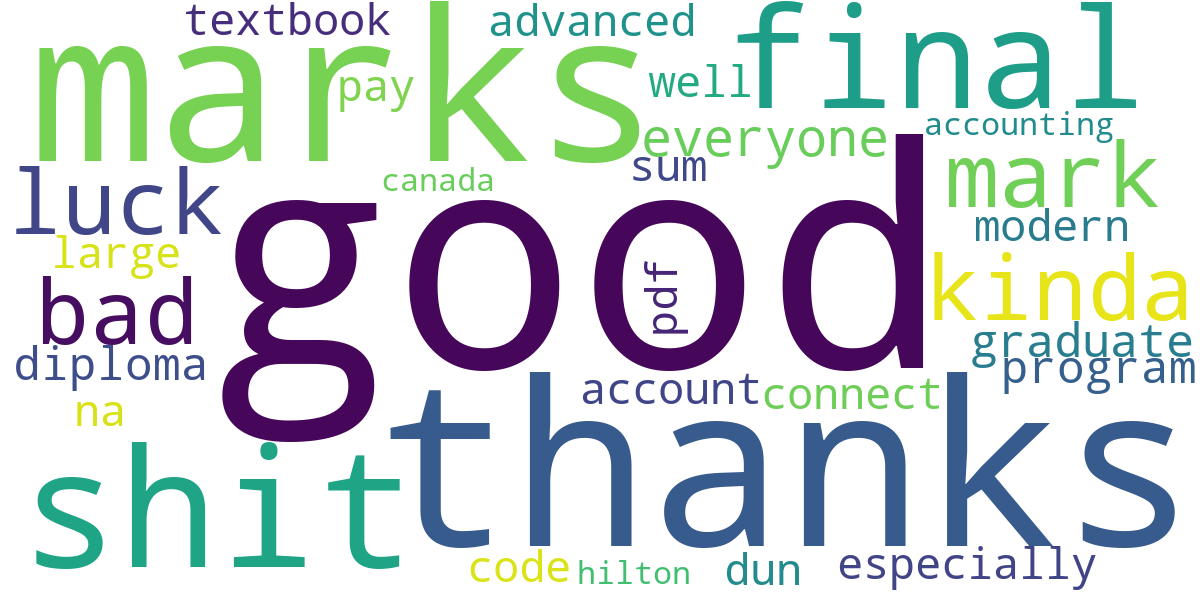 textbook
advanced
marks
final
pay
well
everyone
accounting
luck
canada
sum
mark
large
good
modern
bad
pdf
kinda
diploma
graduate
program
na
account
connect
shit
thanks
code
hilton
dun
especially